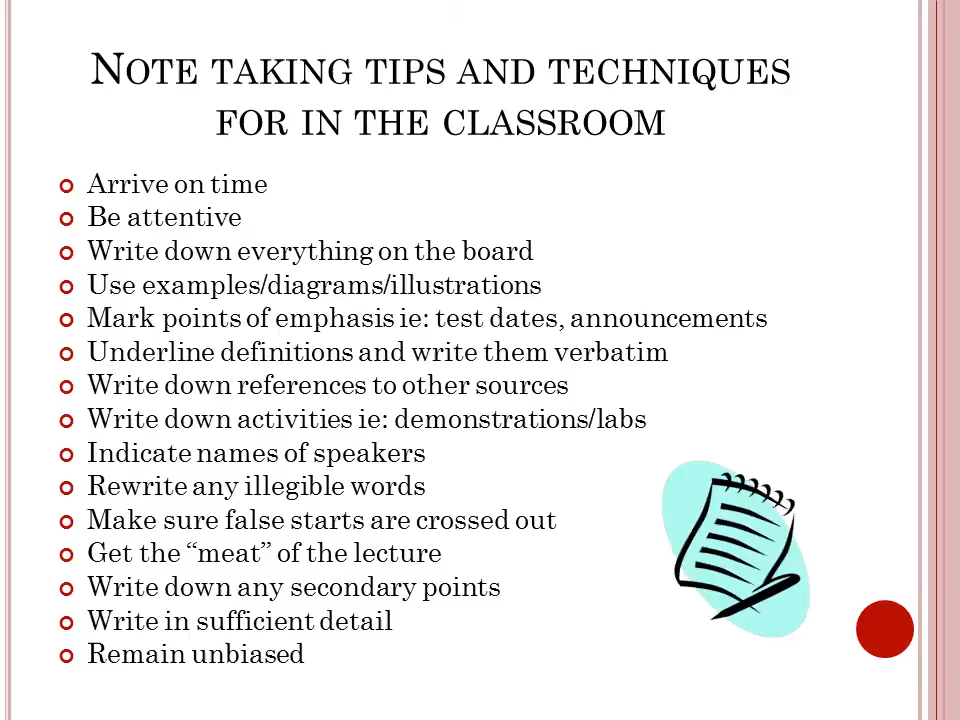 NOTE TAKING TIPS AND TECHNIQUES
FOR IN THE CLASSROOM
Arrive on time
Be attentive
Write down everything on the board
Use examples/diagrams/illustrations
Mark points of emphasis ie: test dates, announcements
Underline definitions and write them verbatim
Write down references to other sources
Write down activities ie: demonstrations/labs
Indicate names of speakers
Rewrite any illegible words
Make sure false starts are crossed out
Get the “meat” of the lecture
Write down any secondary points
Write in sufficient detail
Remain unbiased